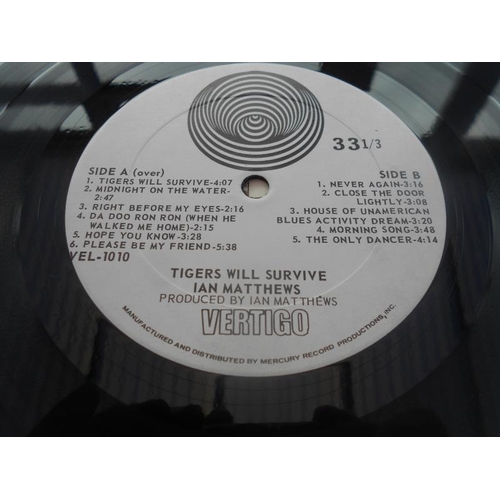 33 1/3
SIDE A (over)
1. TIGERS WILL SURVIVE-4:07
2. MIDNIGHT ON THE WATER-
2:47
3. RIGHT BEFORE MY EYES-2:16
4. DA DOO RON RON (WHEN HE
WALKED ME HOME)-2:15
5. HOPE YOU KNOW-3:28
6. PLEASE BE MY FRIEND-5:38
VEL-1010
SIDE B
1. NEVER AGAIN-3:16
2. CLOSE THE DOOR
LIGHTLY-3:08
3. HOUSE OF UNAMERICAN
BLUES ACTIVITY DREAM-3:20
4. MORNING SONG-3:48
5. THE ONLY DANCER-4:14
TIGERS WILL SURVIVE
IAN MATTHEWS
PRODUCED BY IAN MATTHEWS
VERTIGO
MANUFACTURED AND DISTRIBUTED BY MERCURY RECORD PRODUCTIONS, INC.